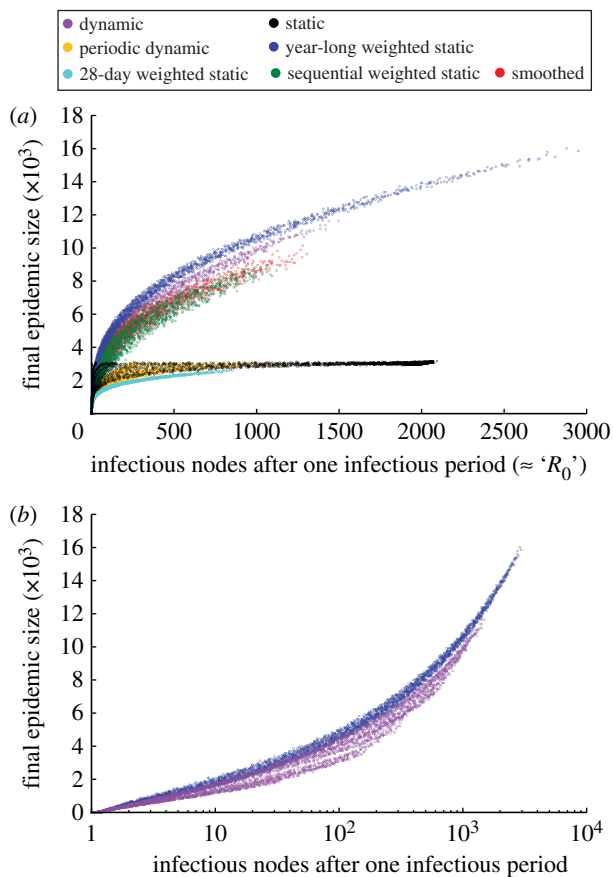 dynamic
static
periodic dynamic
year-long weighted static
28-day weighted static
sequential weighted static
smoothed
(a)
18
16
14
12
10
8
6
4
2
0
500
1000
1500
2000
2500
3000
final epidemic size (×10³)
infectious nodes after one infectious period (≈ ‘R₀’)
(b)
18
16
14
12
10
8
6
4
2
0
1
10
10²
10³
10⁴
final epidemic size (×10³)
infectious nodes after one infectious period